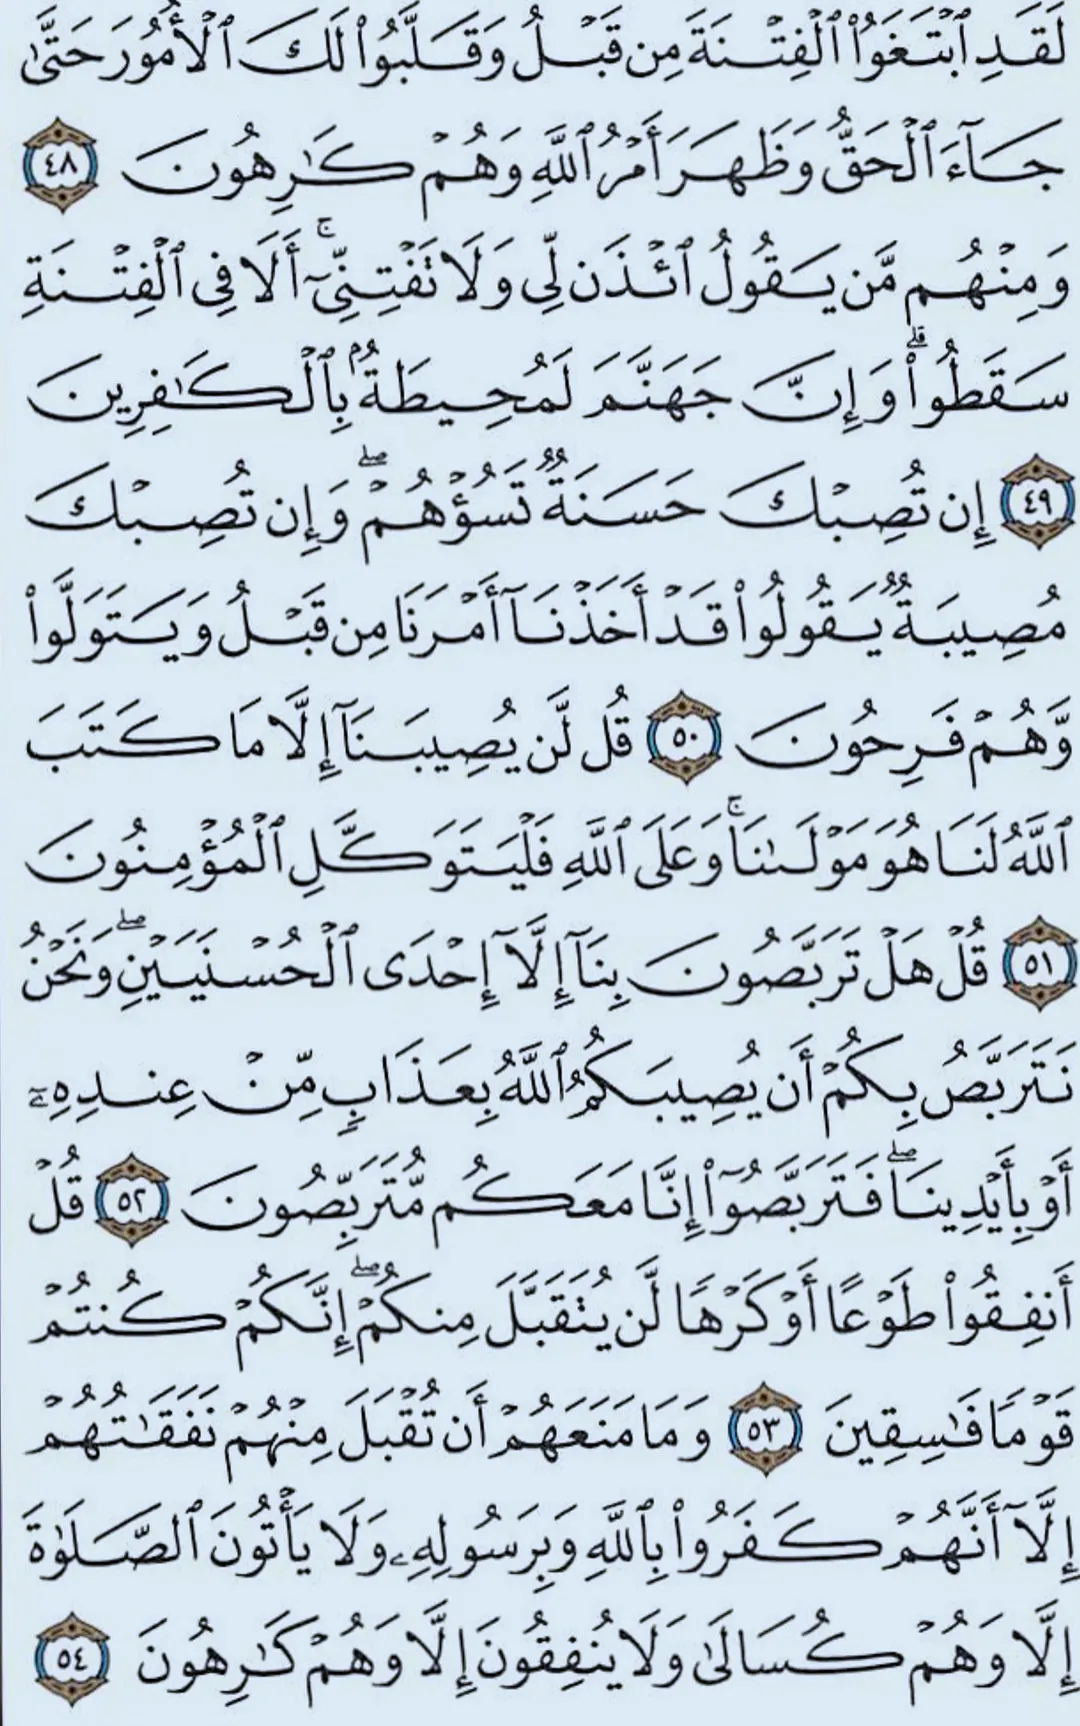 لَقَدِ ٱبْتَغَوُا۟ ٱلْفِتْنَةَ مِن قَبْلُ وَقَلَّبُوا۟ لَكَ ٱلْأُمُورَ حَتَّىٰ
جَآءَ ٱلْحَقُّ وَظَهَرَ أَمْرُ ٱللَّهِ وَهُمْ كَٰرِهُونَ ٤٨
وَمِنْهُم مَّن يَقُولُ ٱئْذَن لِّى وَلَا تَفْتِنِّىٓ ۚ أَلَا فِى ٱلْفِتْنَةِ
سَقَطُوا۟ ۗ وَإِنَّ جَهَنَّمَ لَمُحِيطَةٌۢ بِٱلْكَٰفِرِينَ
٤٩ إِن تُصِبْكَ حَسَنَةٌ تَسُؤْهُمْ ۖ وَإِن تُصِبْكَ
مُصِيبَةٌ يَقُولُوا۟ قَدْ أَخَذْنَآ أَمْرَنَا مِن قَبْلُ وَيَتَوَلَّوا۟
وَّهُمْ فَرِحُونَ ٥٠ قُل لَّن يُصِيبَنَآ إِلَّا مَا كَتَبَ
ٱللَّهُ لَنَا هُوَ مَوْلَىٰنَا ۚ وَعَلَى ٱللَّهِ فَلْيَتَوَكَّلِ ٱلْمُؤْمِنُونَ
٥١ قُلْ هَلْ تَرَبَّصُونَ بِنَآ إِلَّآ إِحْدَى ٱلْحُسْنَيَيْنِ ۖ وَنَحْنُ
نَتَرَبَّصُ بِكُمْ أَن يُصِيبَكُمُ ٱللَّهُ بِعَذَابٍ مِّنْ عِندِهِۦٓ
أَوْ بِأَيْدِينَا ۖ فَتَرَبَّصُوٓا۟ إِنَّا مَعَكُم مُّتَرَبِّصُونَ ٥٢ قُلْ
أَنفِقُوا۟ طَوْعًا أَوْ كَرْهًا لَّن يُتَقَبَّلَ مِنكُمْ ۖ إِنَّكُمْ كُنتُمْ
قَوْمًا فَٰسِقِينَ ٥٣ وَمَا مَنَعَهُمْ أَن تُقْبَلَ مِنْهُمْ نَفَقَٰتُهُمْ
إِلَّآ أَنَّهُمْ كَفَرُوا۟ بِٱللَّهِ وَبِرَسُولِهِۦ وَلَا يَأْتُونَ ٱلصَّلَوٰةَ
إِلَّا وَهُمْ كُسَالَىٰ وَلَا يُنفِقُونَ إِلَّا وَهُمْ كَٰرِهُونَ ٥٤